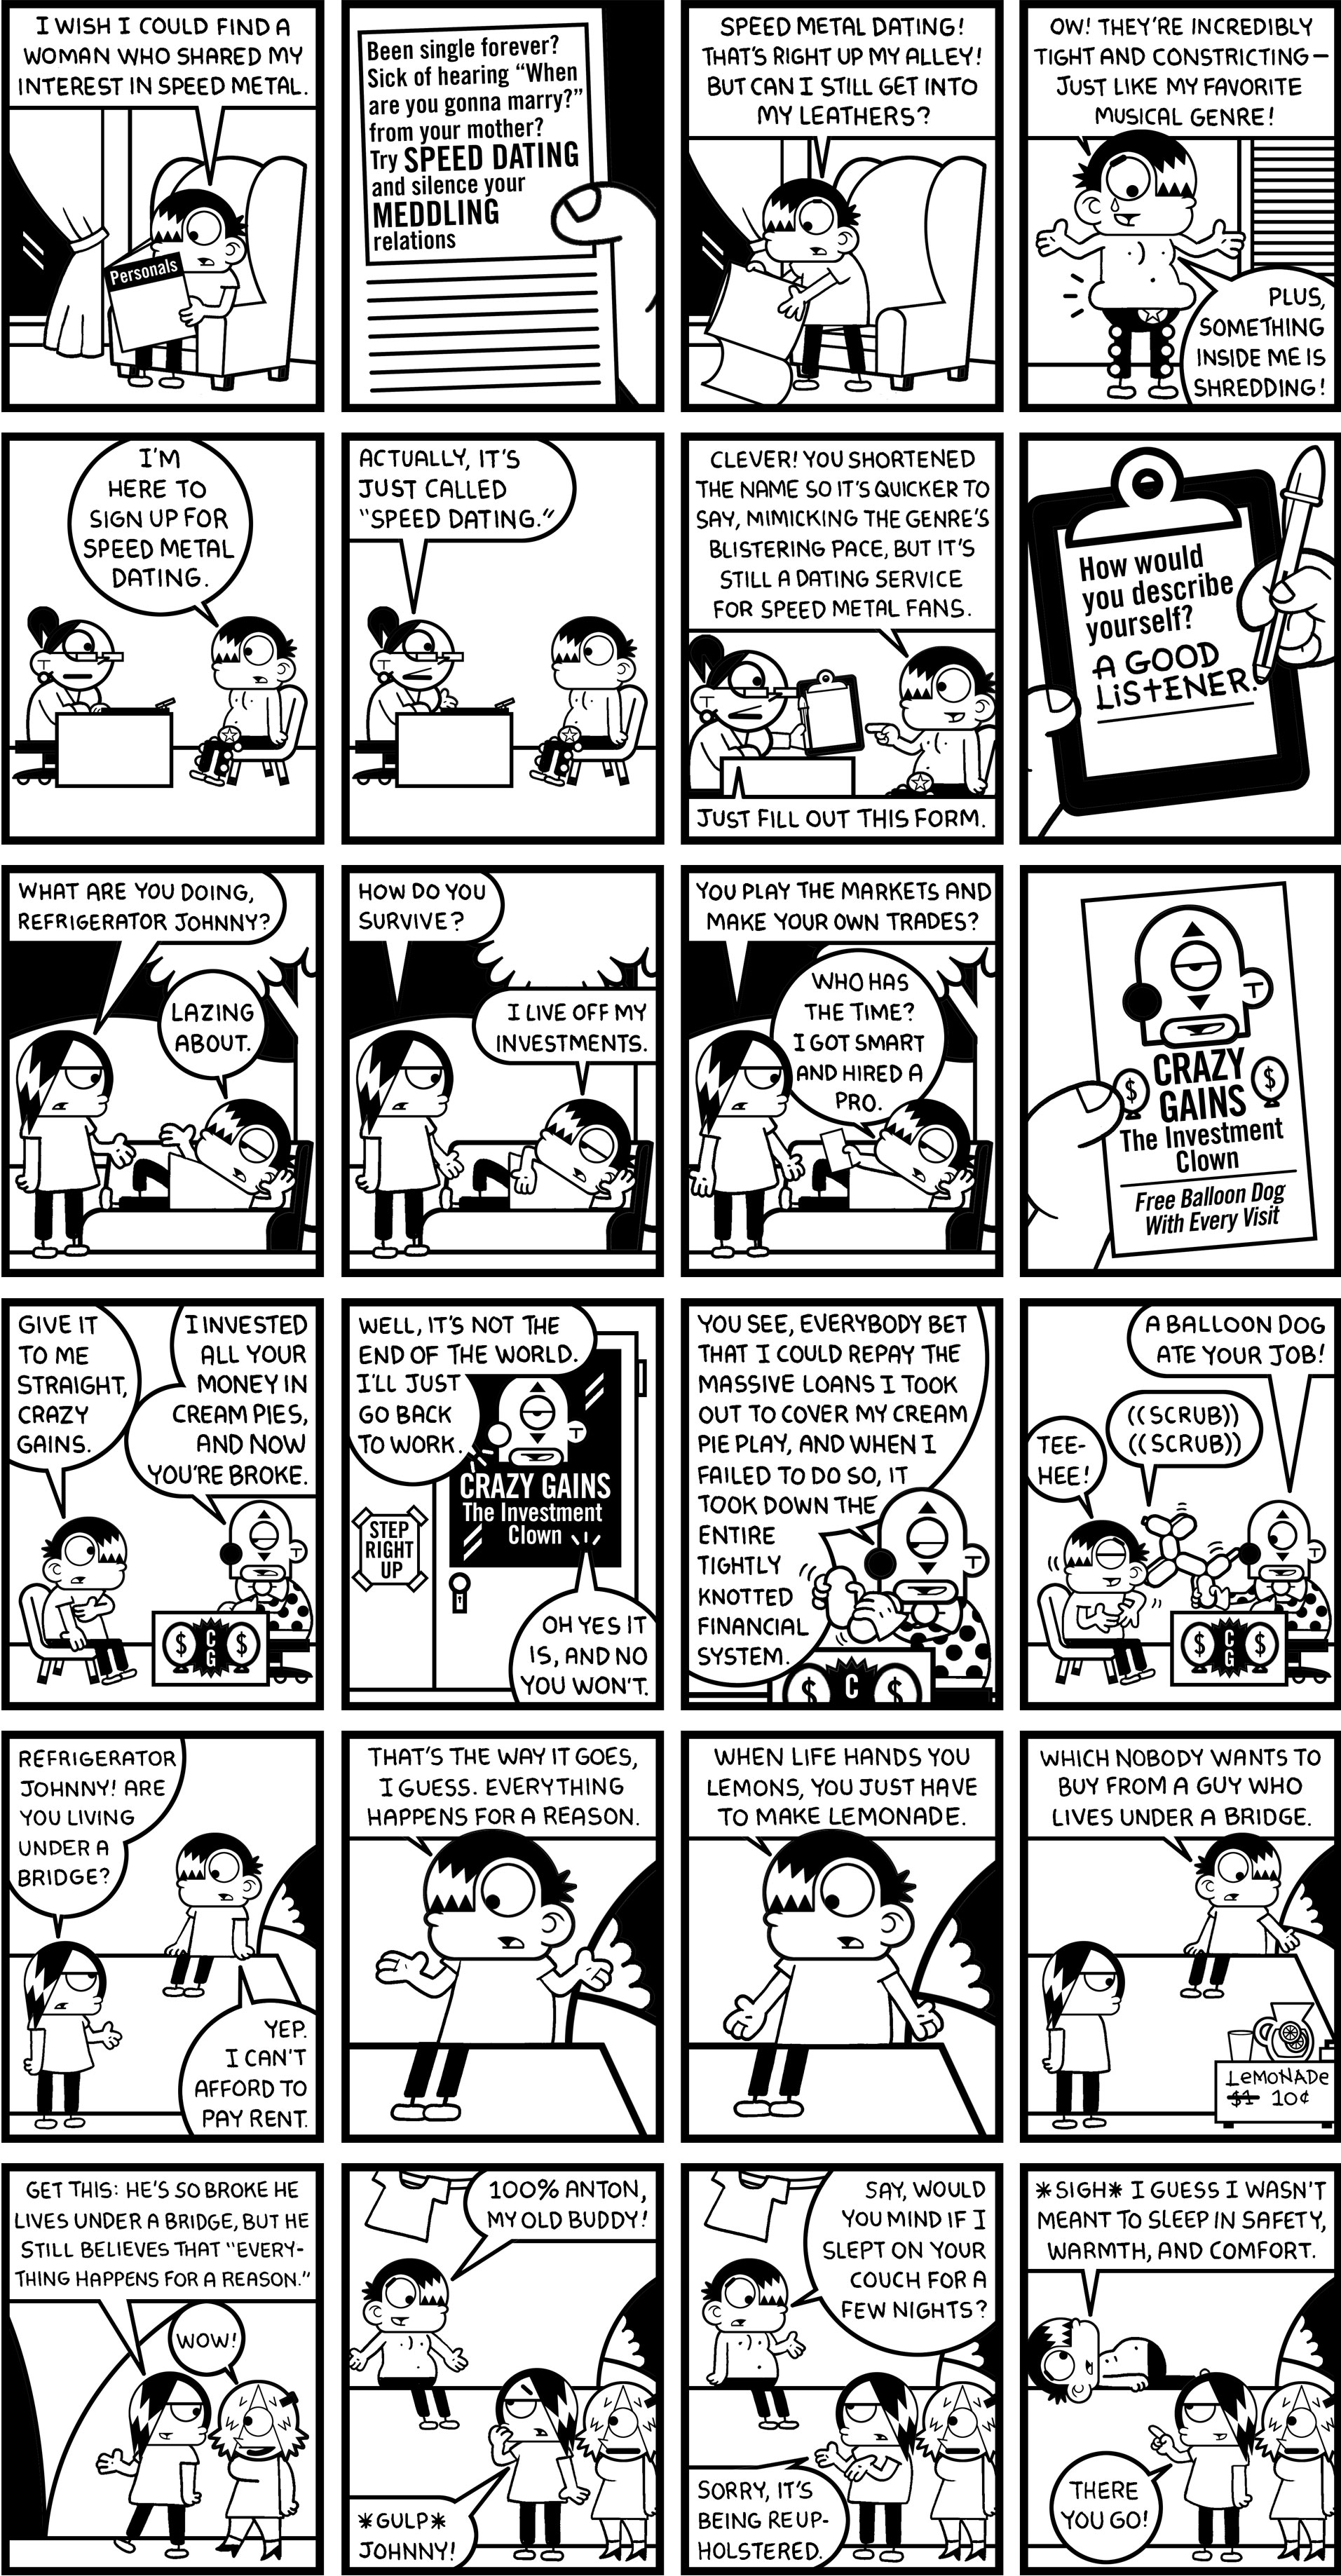 I WISH I COULD FIND A
WOMAN WHO SHARED MY
INTEREST IN SPEED METAL.
Personals
Been single forever?
Sick of hearing “When
are you gonna marry?”
from your mother?
Try SPEED DATING
and silence your
MEDDLING
relations
SPEED METAL DATING!
THAT'S RIGHT UP MY ALLEY!
BUT CAN I STILL GET INTO
MY LEATHERS?
OW! THEY'RE INCREDIBLY
TIGHT AND CONSTRICTING—
JUST LIKE MY FAVORITE
MUSICAL GENRE!
PLUS,
SOMETHING
INSIDE ME IS
SHREDDING!
I'M
HERE TO
SIGN UP FOR
SPEED METAL
DATING.
ACTUALLY, IT'S
JUST CALLED
“SPEED DATING.”
CLEVER! YOU SHORTENED
THE NAME SO IT'S QUICKER TO
SAY, MIMICKING THE GENRE'S
BLISTERING PACE, BUT IT'S
STILL A DATING SERVICE
FOR SPEED METAL FANS.
JUST FILL OUT THIS FORM.
How would
you describe
yourself?
A GOOD
LiStENER.
WHAT ARE YOU DOING,
REFRIGERATOR JOHNNY?
LAZING
ABOUT.
HOW DO YOU
SURVIVE?
I LIVE OFF MY
INVESTMENTS.
YOU PLAY THE MARKETS AND
MAKE YOUR OWN TRADES?
WHO HAS
THE TIME?
I GOT SMART
AND HIRED A
PRO.
CRAZY
$ GAINS $
The Investment
Clown
Free Balloon Dog
With Every Visit
GIVE IT
TO ME
STRAIGHT,
CRAZY
GAINS.
I INVESTED
ALL YOUR
MONEY IN
CREAM PIES,
AND NOW
YOU'RE BROKE.
$ CG $
WELL, IT'S NOT THE
END OF THE WORLD.
I'LL JUST
GO BACK
TO WORK.
CRAZY GAINS
The Investment
Clown
STEP
RIGHT
UP
OH YES IT
IS, AND NO
YOU WON'T.
YOU SEE, EVERYBODY BET
THAT I COULD REPAY THE
MASSIVE LOANS I TOOK
OUT TO COVER MY CREAM
PIE PLAY, AND WHEN I
FAILED TO DO SO, IT
TOOK DOWN THE
ENTIRE
TIGHTLY
KNOTTED
FINANCIAL
SYSTEM.
$ C $
TEE-
HEE!
((SCRUB))
((SCRUB))
A BALLOON DOG
ATE YOUR JOB!
$ CG $
REFRIGERATOR
JOHNNY! ARE
YOU LIVING
UNDER A
BRIDGE?
YEP.
I CAN'T
AFFORD TO
PAY RENT.
THAT'S THE WAY IT GOES,
I GUESS. EVERYTHING
HAPPENS FOR A REASON.
WHEN LIFE HANDS YOU
LEMONS, YOU JUST HAVE
TO MAKE LEMONADE.
WHICH NOBODY WANTS TO
BUY FROM A GUY WHO
LIVES UNDER A BRIDGE.
LeMoNADe
$1 10¢
GET THIS: HE'S SO BROKE HE
LIVES UNDER A BRIDGE, BUT HE
STILL BELIEVES THAT “EVERY-
THING HAPPENS FOR A REASON.”
WOW!
100% ANTON,
MY OLD BUDDY!
*GULP*
JOHNNY!
SAY, WOULD
YOU MIND IF I
SLEPT ON YOUR
COUCH FOR A
FEW NIGHTS?
SORRY, IT'S
BEING REUP-
HOLSTERED.
*SIGH* I GUESS I WASN'T
MEANT TO SLEEP IN SAFETY,
WARMTH, AND COMFORT.
THERE
YOU GO!